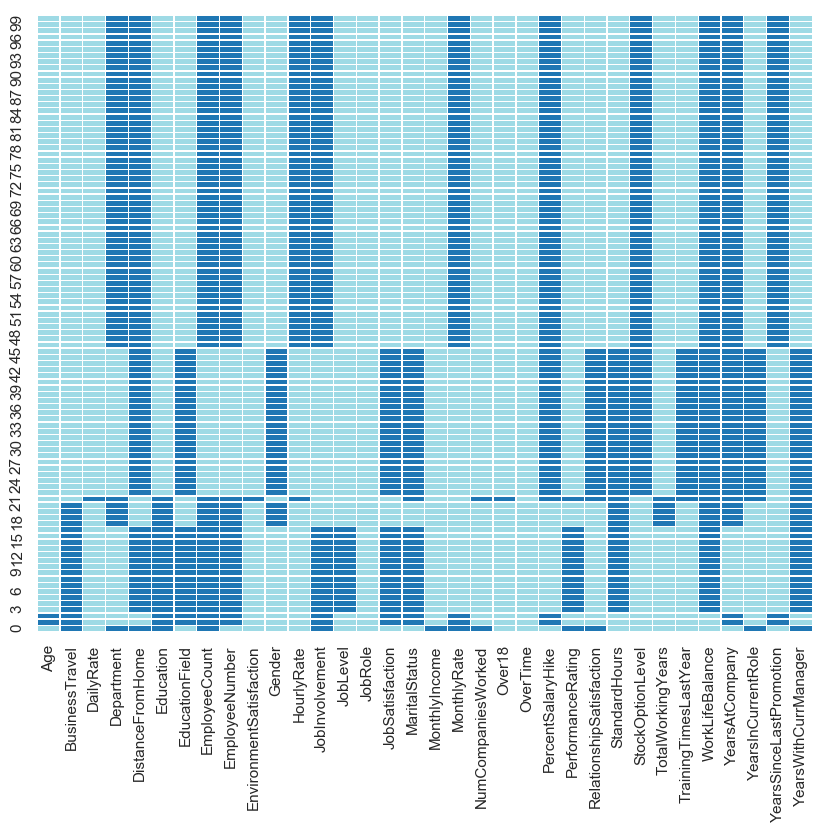 99
96
93
90
87
84
81
78
75
72
69
66
63
60
57
54
51
48
45
42
39
36
33
30
27
24
21
18
15
12
9
6
3
0
Age
BusinessTravel
DailyRate
Department
DistanceFromHome
Education
EducationField
EmployeeCount
EmployeeNumber
EnvironmentSatisfaction
Gender
HourlyRate
JobInvolvement
JobLevel
JobRole
JobSatisfaction
MaritalStatus
MonthlyIncome
MonthlyRate
NumCompaniesWorked
Over18
OverTime
PercentSalaryHike
PerformanceRating
RelationshipSatisfaction
StandardHours
StockOptionLevel
TotalWorkingYears
TrainingTimesLastYear
WorkLifeBalance
YearsAtCompany
YearsInCurrentRole
YearsSinceLastPromotion
YearsWithCurrManager